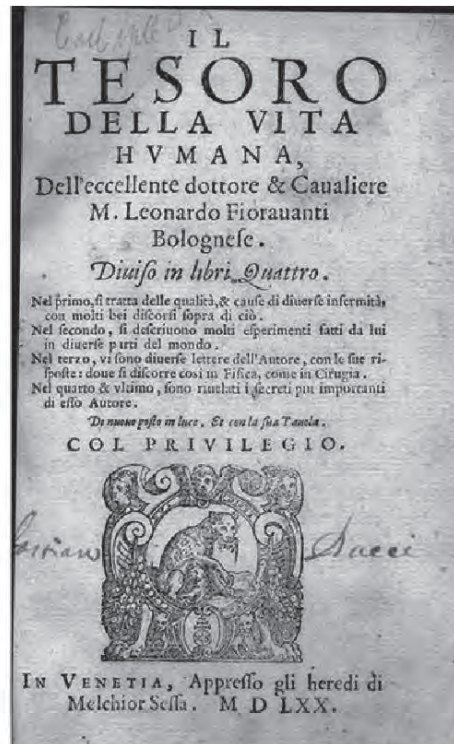 IL
TESORO
DELLA VITA
HVMANA,
Dell'eccellente dottore & Caualiere
M. Leonardo Fiorauanti
Bolognese.
Diuiso in libri Quattro.
Nel primo, si tratta delle qualità, & cause di diuerse infermità,
con molti bei discorsi sopra di ciò.
Nel secondo, si descriuono molti esperimenti fatti da lui
in diuerse parti del mondo.
Nel terzo, vi sono diuerse lettere dell'Autore, con le sue ri-
sposte: doue si discorre così in Fisica, come in Cirugia.
Nel quarto & vltimo, sono riuelati i secreti piu importanti
di esso Autore.
Di nuouo posto in luce. Et con la sua Tauola.
COL PRIVILEGIO.
IN VENETIA, Appresso gli heredi di
Melchior Sessa. M D LXX.